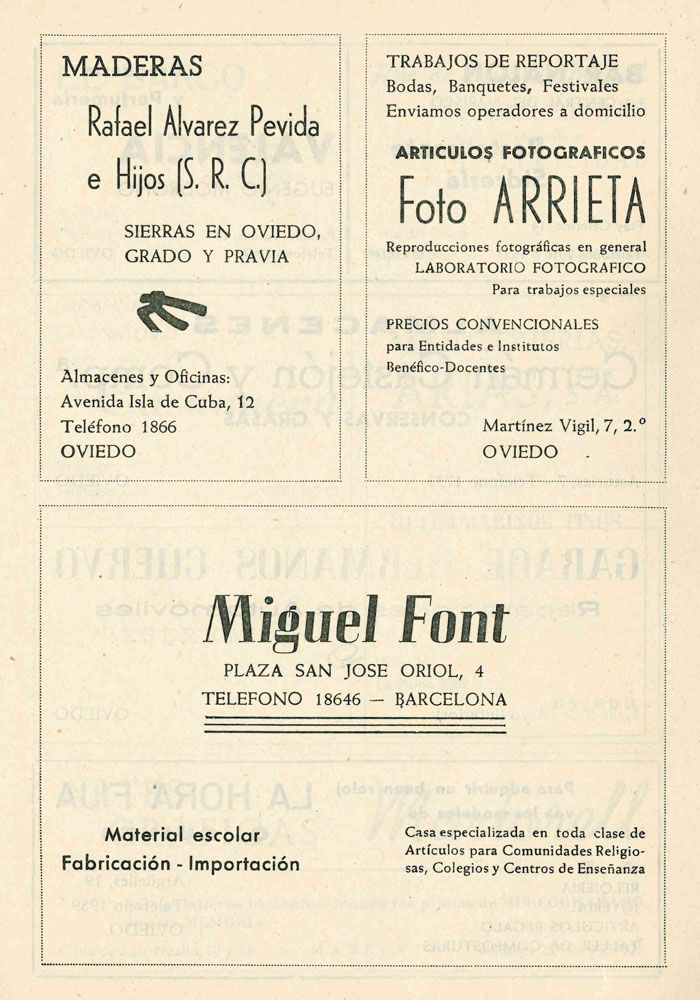 MADERAS
Rafael Alvarez Pevida
e Hijos (S. R. C.)
SIERRAS EN OVIEDO,
GRADO Y PRAVIA
Almacenes y Oficinas:
Avenida Isla de Cuba, 12
Teléfono 1866
OVIEDO
TRABAJOS DE REPORTAJE
Bodas, Banquetes, Festivales
Enviamos operadores a domicilio
ARTICULOS FOTOGRAFICOS
Foto ARRIETA
Reproducciones fotográficas en general
LABORATORIO FOTOGRAFICO
Para trabajos especiales
PRECIOS CONVENCIONALES
para Entidades e Institutos
Benéfico-Docentes
Martínez Vigil, 7, 2.º
OVIEDO
Miguel Font
PLAZA SAN JOSE ORIOL, 4
TELEFONO 18646 — BARCELONA
Material escolar
Fabricación - Importación
Casa especializada en toda clase de
Artículos para Comunidades Religio-
sas, Colegios y Centros de Enseñanza